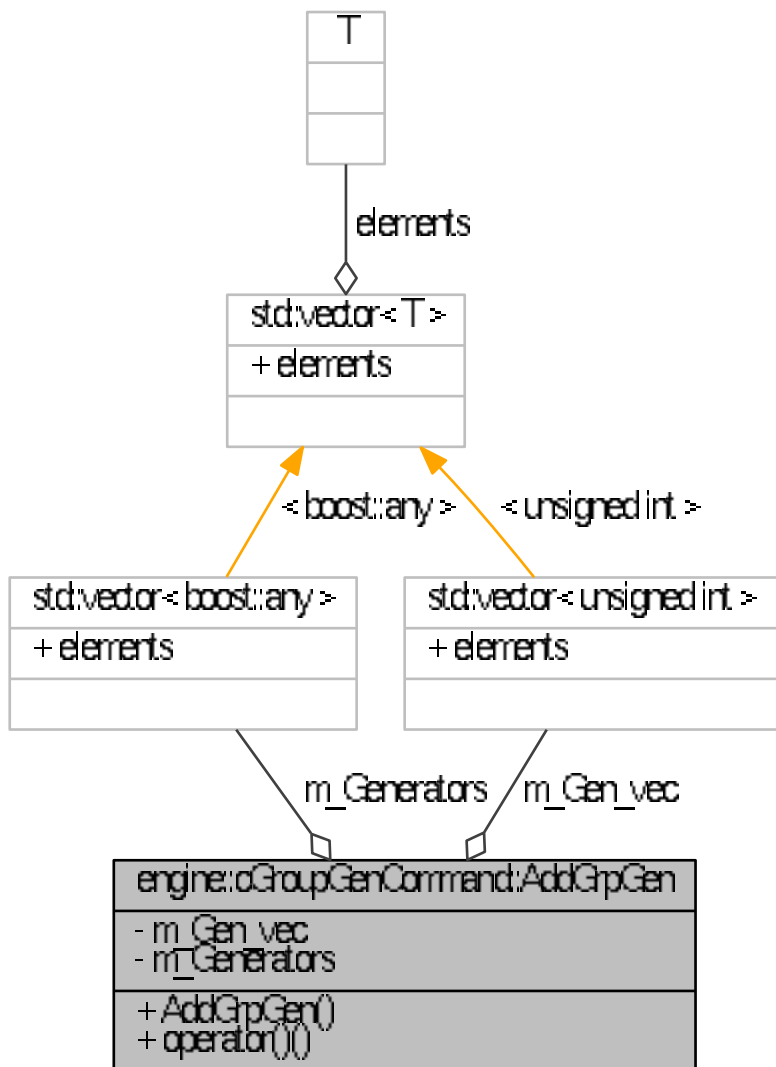 T
elements
std::vector< T >
+ elements
< boost::any >
< unsigned int >
std::vector< boost::any >
+ elements
std::vector< unsigned int >
+ elements
m_Generators
m_Gen_vec
engine::cGroupGenCommand::AddGrpGen
- m_Gen_vec
- m_Generators
+ AddGrpGen()
+ operator()()